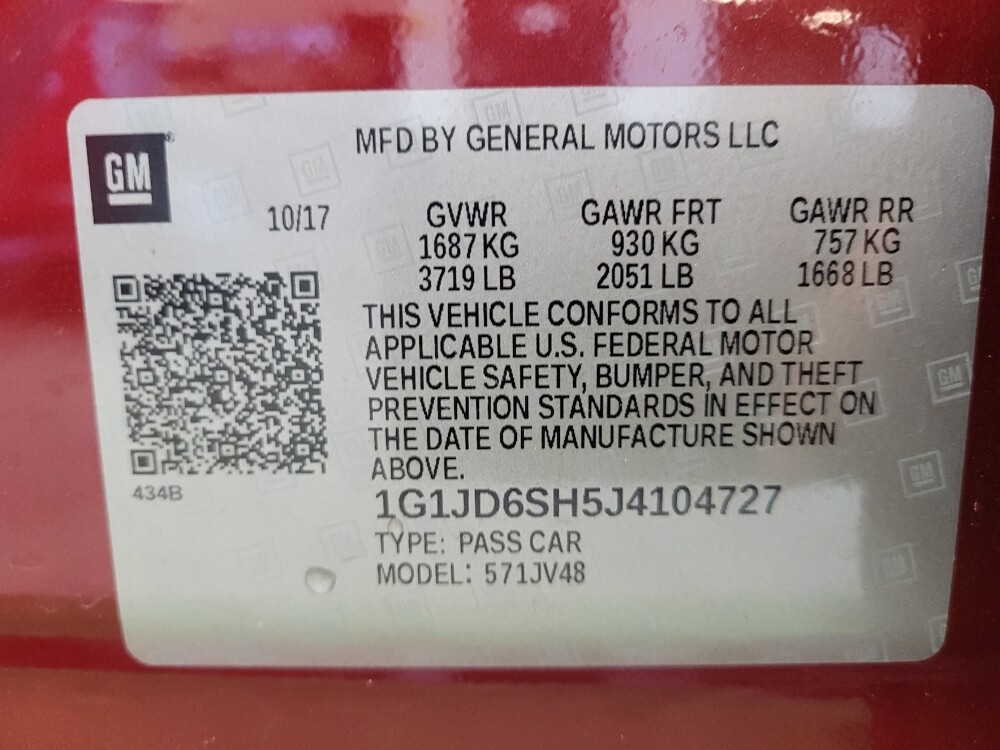 GM
MFD BY GENERAL MOTORS LLC
10/17
GVWR GAWR FRT GAWR RR
1687 KG 930 KG 757 KG
3719 LB 2051 LB 1668 LB
THIS VEHICLE CONFORMS TO ALL
APPLICABLE U.S. FEDERAL MOTOR
VEHICLE SAFETY, BUMPER, AND THEFT
PREVENTION STANDARDS IN EFFECT ON
THE DATE OF MANUFACTURE SHOWN
ABOVE.
434B
1G1JD6SH5J4104727
TYPE: PASS CAR
MODEL: 571JV48